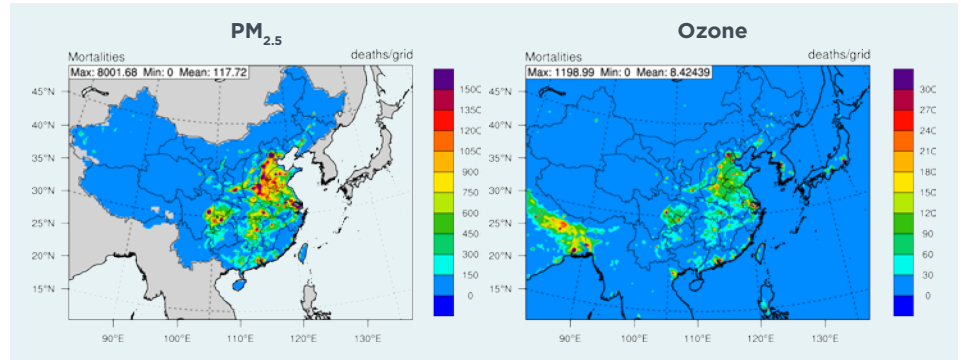 PM2.5
Mortalities deaths/grid
Max: 8001.68 Min: 0 Mean: 117.72
45°N
40°N
35°N
30°N
25°N
20°N
15°N
90°E 100°E 110°E 120°E 130°E
150C
135C
120C
105C
900
750
600
450
300
150
0
Ozone
Mortalities deaths/grid
Max: 1198.99 Min: 0 Mean: 8.42439
45°N
40°N
35°N
30°N
25°N
20°N
15°N
90°E 100°E 110°E 120°E 130°E
30C
27C
24C
21C
18C
15C
12C
90
60
30
0